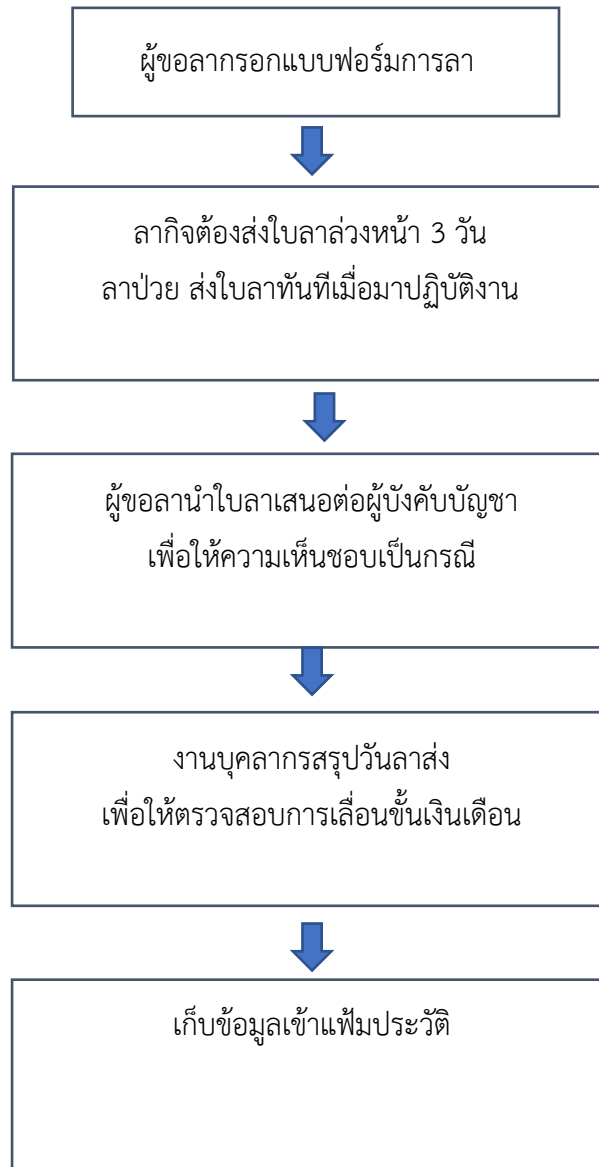 ผู้ขอลากรอกแบบฟอร์มการลา
ลากิจต้องส่งใบลาล่วงหน้า 3 วัน
ลาป่วย ส่งใบลาทันทีเมื่อมาปฏิบัติงาน
ผู้ขอลานำใบลาเสนอต่อผู้บังคับบัญชา
เพื่อให้ความเห็นชอบเป็นกรณี
งานบุคลากรสรุปวันลาส่ง
เพื่อให้ตรวจสอบการเลื่อนขั้นเงินเดือน
เก็บข้อมูลเข้าแฟ้มประวัติ